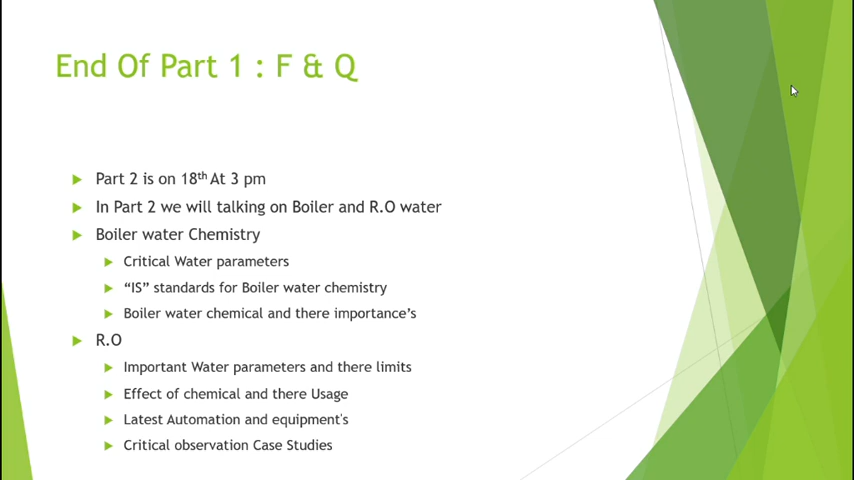 End Of Part 1 : F & Q
Part 2 is on 18th At 3 pm
In Part 2 we will talking on Boiler and R.O water
Boiler water Chemistry
Critical Water parameters
“IS” standards for Boiler water chemistry
Boiler water chemical and there importance’s
R.O
Important Water parameters and there limits
Effect of chemical and there Usage
Latest Automation and equipment's
Critical observation Case Studies